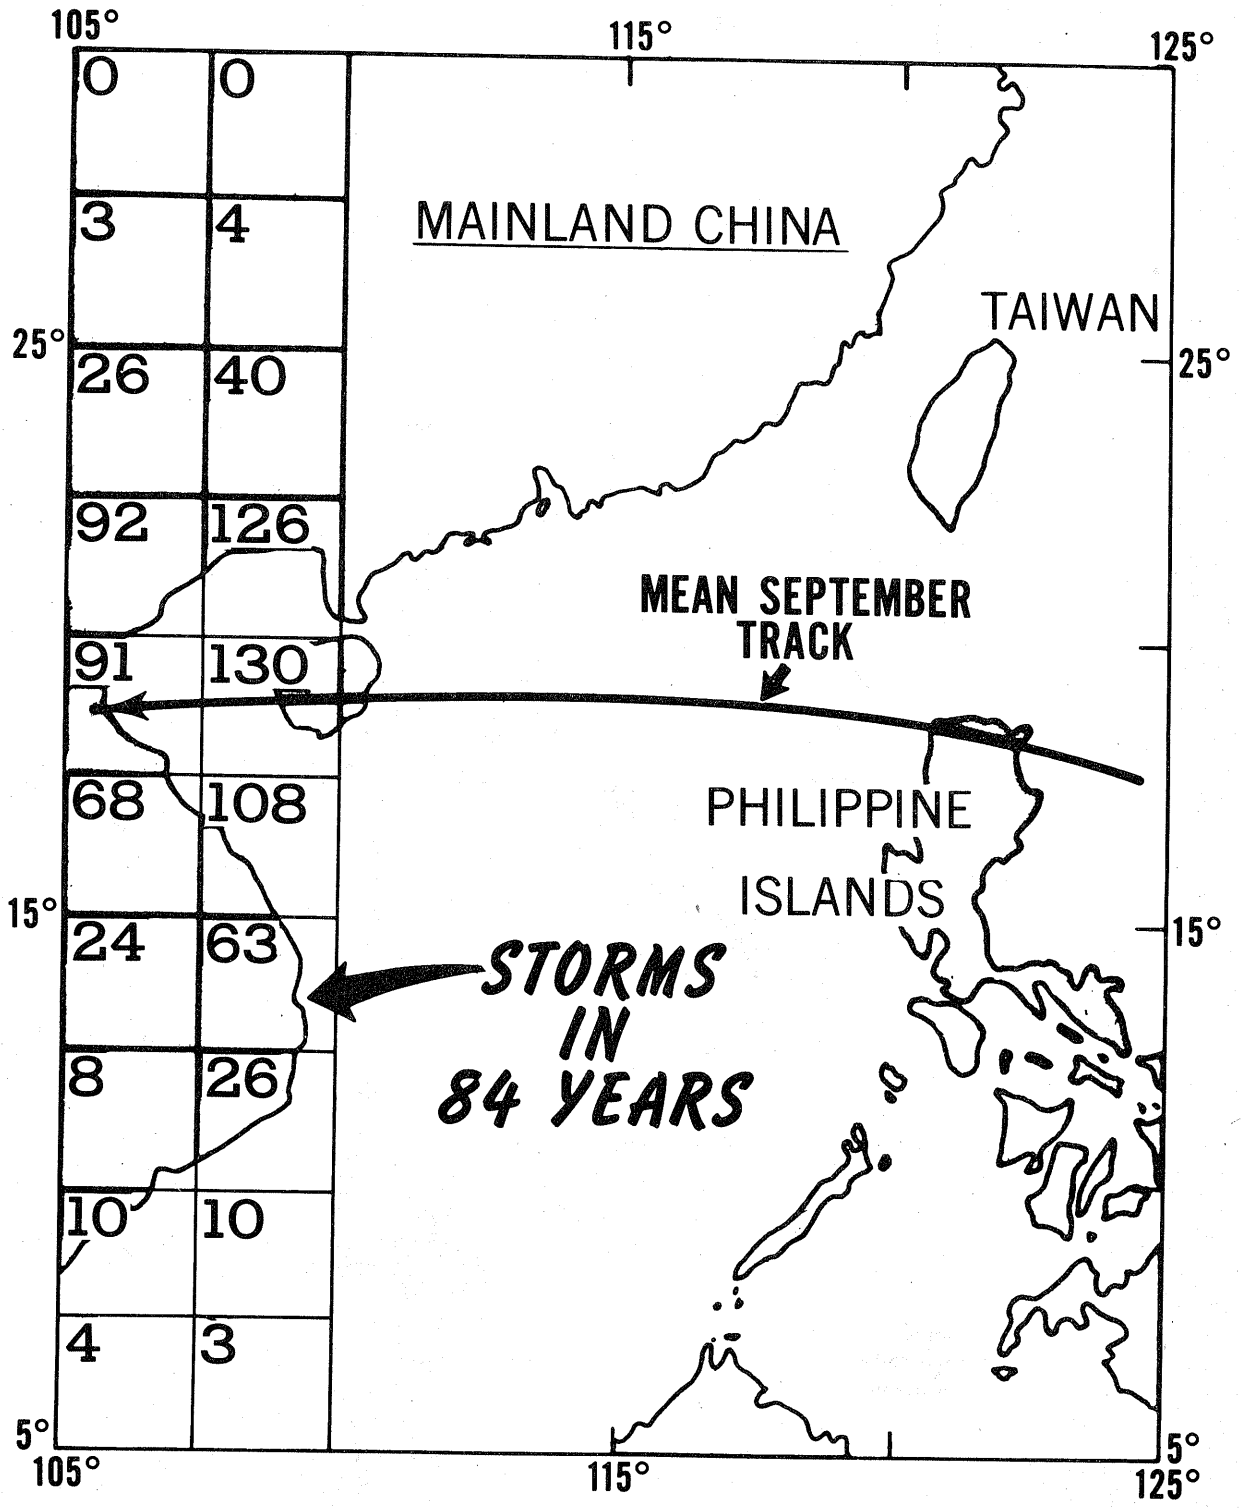 105° 115° 125°
0 0
3 4
MAINLAND CHINA
TAIWAN
25° 25°
26 40
92 126
MEAN SEPTEMBER
TRACK
91 130
68 108
PHILIPPINE
ISLANDS
15° 15°
24 63
STORMS
IN
84 YEARS
8 26
10 10
4 3
5° 5°
105° 115° 125°